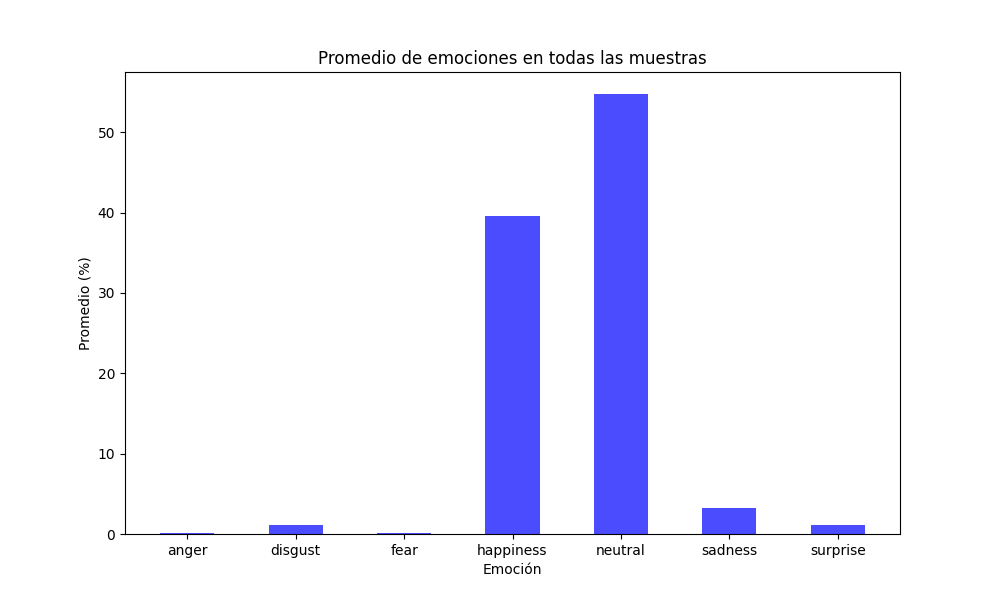 Promedio de emociones en todas las muestras
Promedio (%)
50
40
30
20
10
0
anger disgust fear happiness neutral sadness surprise
Emoción